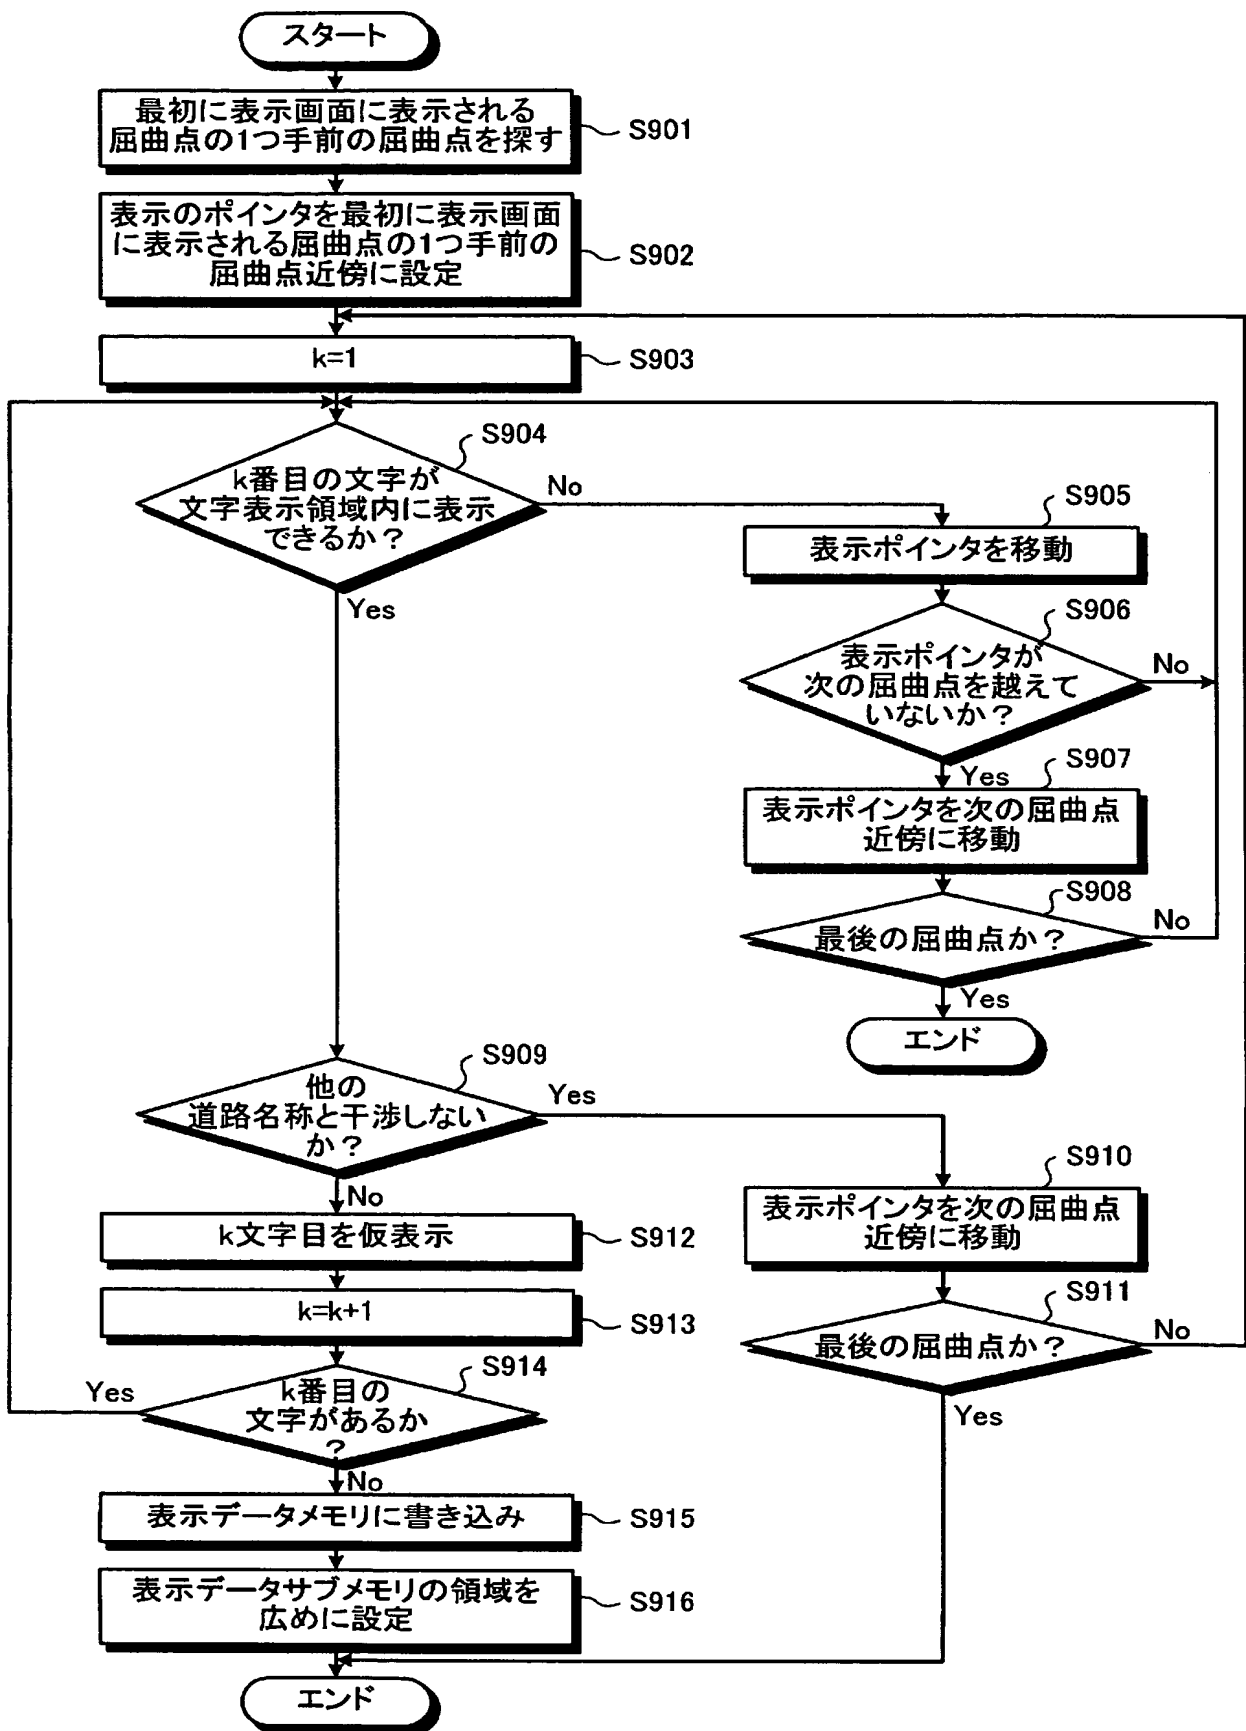 スタート
最初に表示画面に表示される
屈曲点の1つ手前の屈曲点を探す
S901
表示のポインタを最初に表示画面
に表示される屈曲点の1つ手前の
屈曲点近傍に設定
S902
k=1
S903
S904
k番目の文字が
文字表示領域内に表示
できるか？
No
Yes
S905
表示ポインタを移動
S906
表示ポインタが
次の屈曲点を越えて
いないか？
No
Yes
S907
表示ポインタを次の屈曲点
近傍に移動
S908
最後の屈曲点か？
No
Yes
エンド
S909
他の
道路名称と干渉しない
か？
Yes
No
S910
表示ポインタを次の屈曲点
近傍に移動
S911
最後の屈曲点か？
No
Yes
k文字目を仮表示
S912
k=k+1
S913
S914
k番目の
文字があるか
？
Yes
No
表示データメモリに書き込み
S915
表示データサブメモリの領域を
広めに設定
S916
エンド